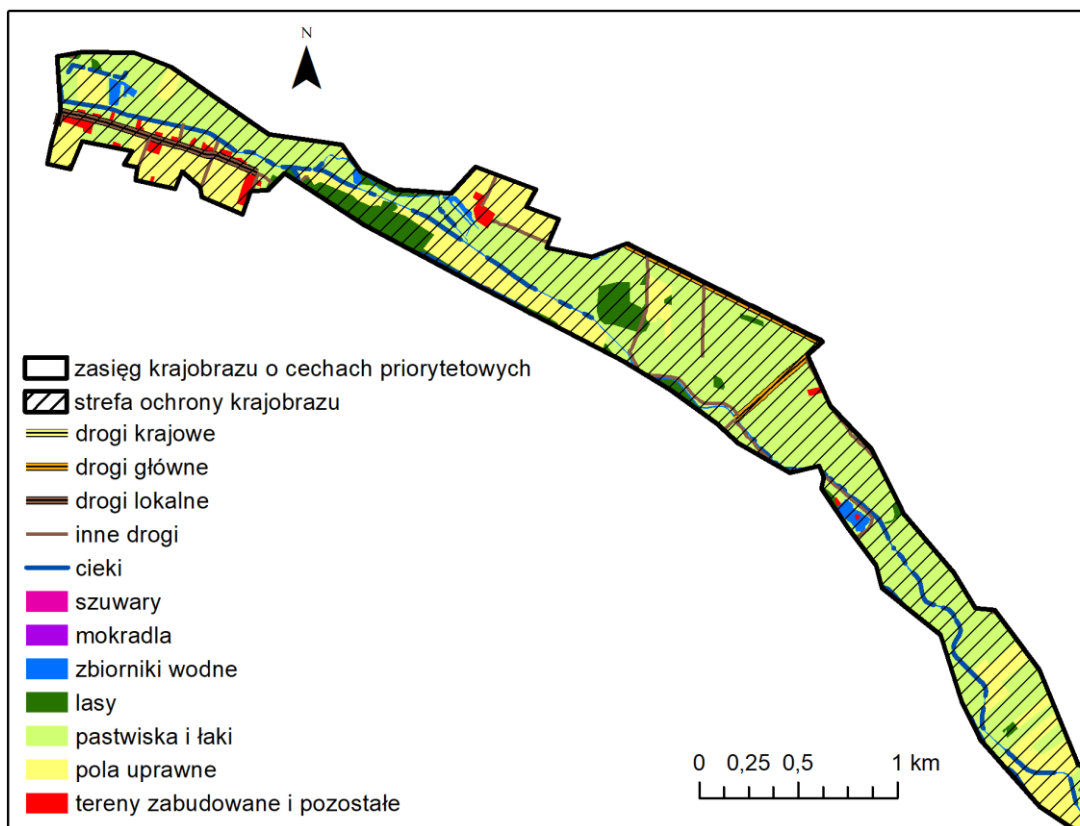 N
zasięg krajobrazu o cechach priorytetowych
strefa ochrony krajobrazu
drogi krajowe
drogi główne
drogi lokalne
inne drogi
cieki
szuwary
mokradla
zbiorniki wodne
lasy
pastwiska i łaki
pola uprawne
tereny zabudowane i pozostałe
0 0,25 0,5 1 km